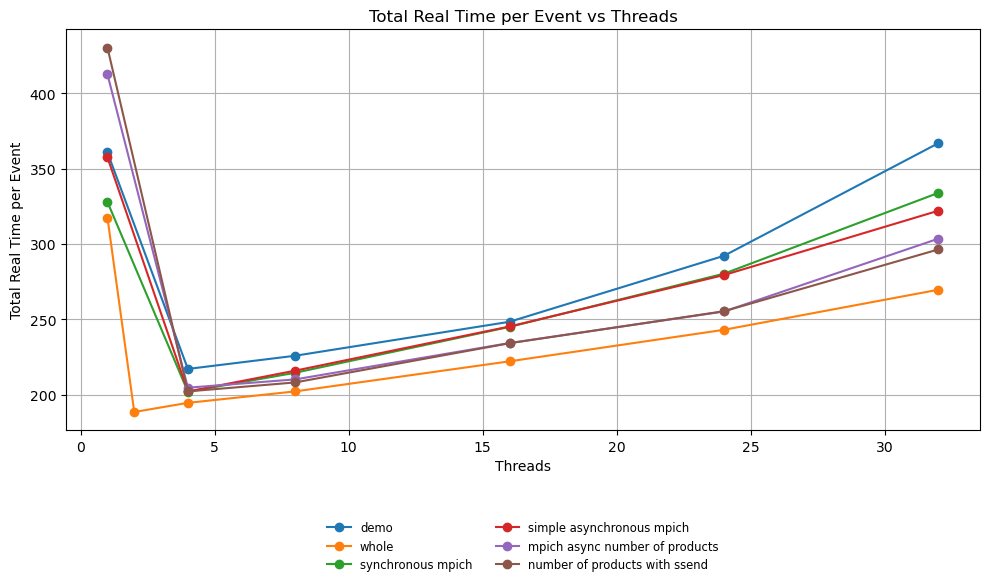 Total Real Time per Event vs Threads
Total Real Time per Event
400
350
300
250
200
0 5 10 15 20 25 30
Threads
demo
whole
synchronous mpich
simple asynchronous mpich
mpich async number of products
number of products with ssend